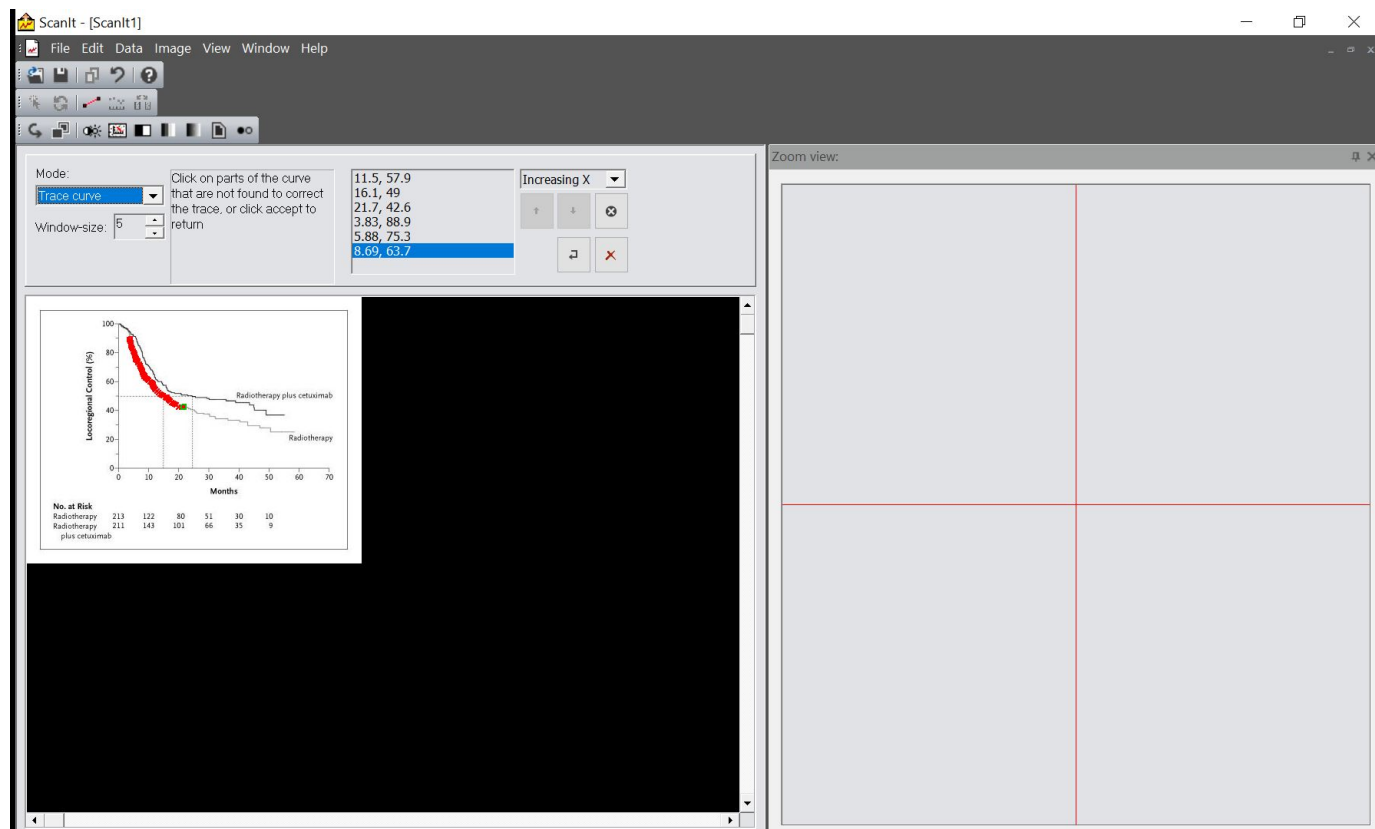 ScanIt - [ScanIt1]
File Edit Data Image View Window Help
Zoom view:
Mode:
Trace curve
Window-size: 5
Click on parts of the curve
that are not found to correct
the trace, or click accept to
return
11.5, 57.9
16.1, 49
21.7, 42.6
3.83, 88.9
5.88, 75.3
8.69, 63.7
Increasing X
Locoregional Control (%)
100
80
60
40
20
0
Radiotherapy plus cetuximab
Radiotherapy
0 10 20 30 40 50 60 70
Months
No. at Risk
Radiotherapy 213 122 80 51 30 10
Radiotherapy 211 143 101 66 35 9
plus cetuximab